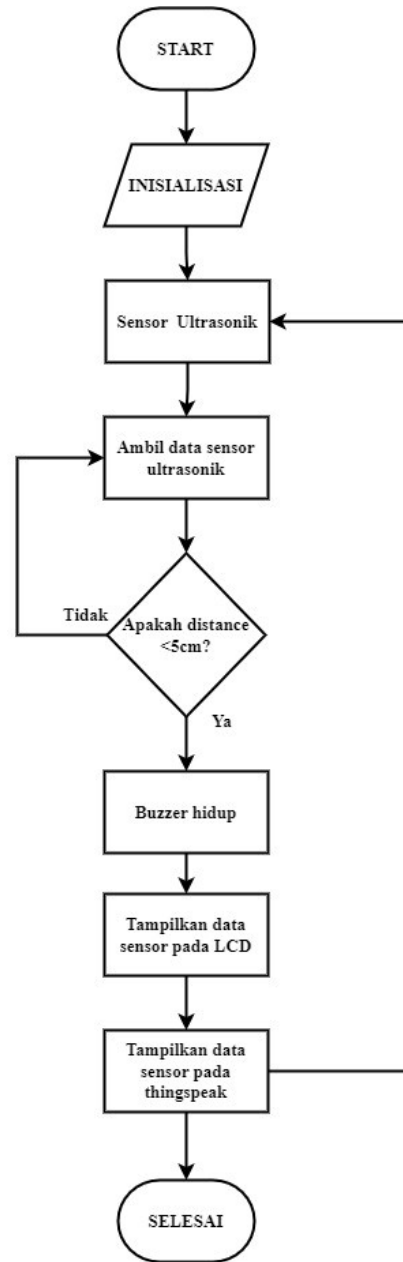 START
INISIALISASI
Sensor Ultrasonik
Ambil data sensor
ultrasonik
Tidak
Apakah distance
<5cm?
Ya
Buzzer hidup
Tampilkan data
sensor pada LCD
Tampilkan data
sensor pada
thingspeak
SELESAI